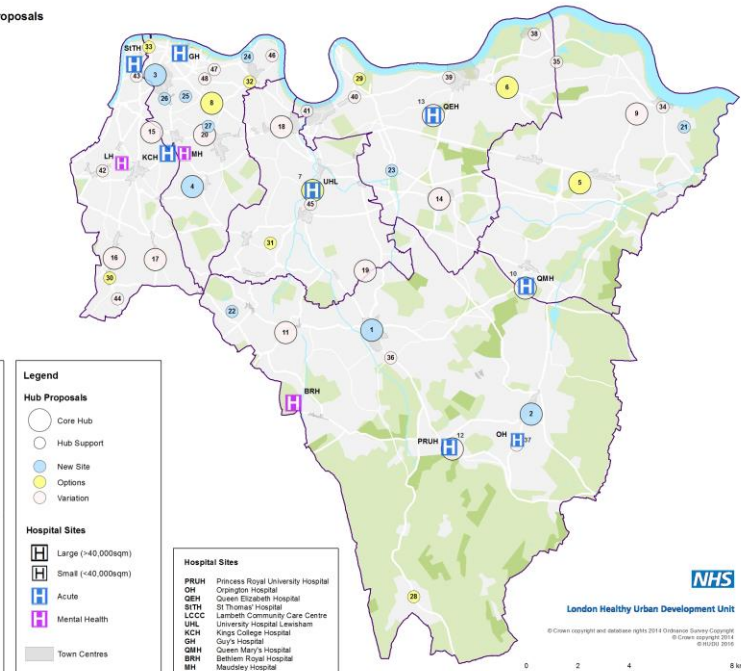 roposals
StTH
33
GH
24
46
38
43
3
47
48
32
29
39
35
26
25
8
40
6
13
QEH
41
9
34
15
27
20
18
21
LH
KCH
MH
42
4
7
UHL
45
23
14
5
31
16
17
19
30
44
10
QMH
22
11
1
36
BRH
2
PRUH
12
OH
37
28
Legend
Hub Proposals
Core Hub
Hub Support
New Site
Options
Variation
Hospital Sites
H Large (>40,000sqm)
H Small (<40,000sqm)
H Acute
H Mental Health
Town Centres
Hospital Sites
PRUH Princess Royal University Hospital
OH Orpington Hospital
QEH Queen Elizabeth Hospital
StTH St Thomas' Hospital
LCCC Lambeth Community Care Centre
UHL University Hospital Lewisham
KCH Kings College Hospital
GH Guy's Hospital
QMH Queen Mary's Hospital
BRH Bethlem Royal Hospital
MH Maudsley Hospital
NHS
London Healthy Urban Development Unit
© Crown copyright and database rights 2014 Ordnance Survey Copyright
© Crown copyright 2014
© HUDU 2016
0 2 4 6 8 k